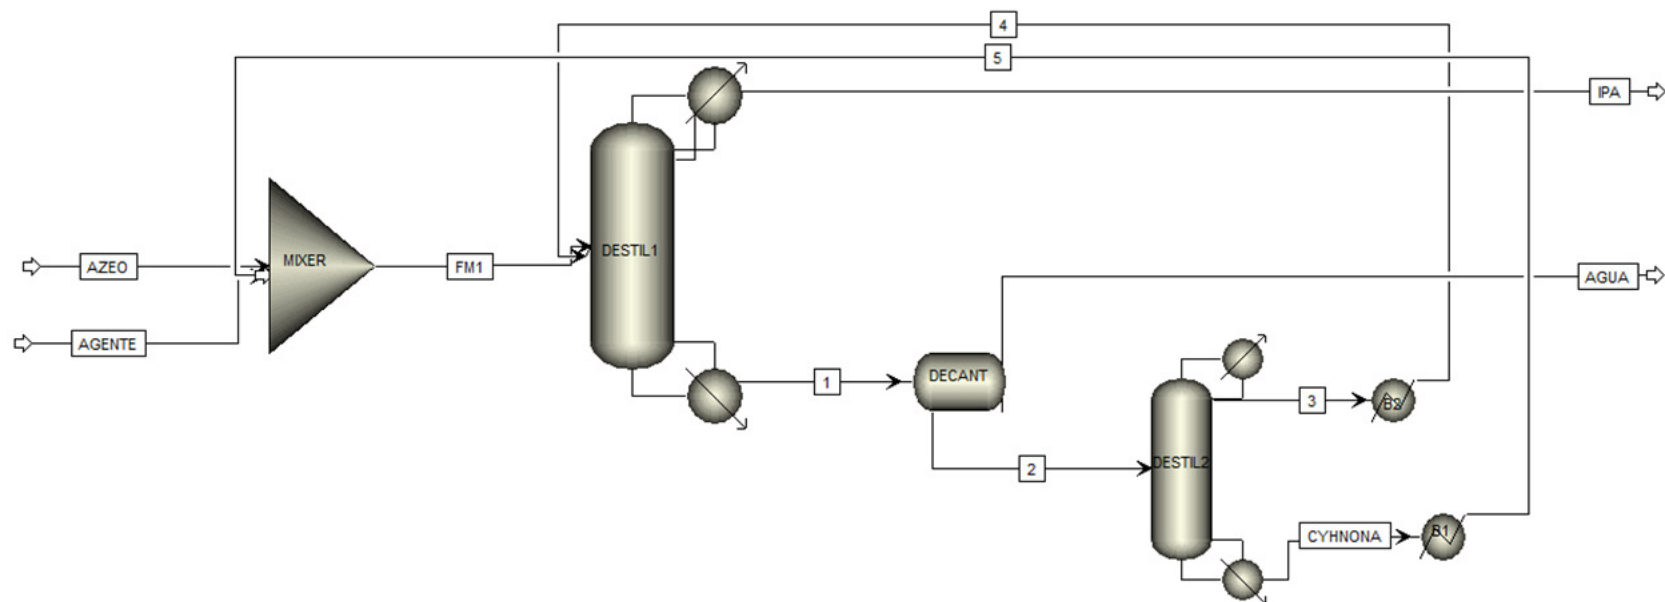 4
5
IPA
DESTIL1
MIXER
AZEO
FM1
AGUA
AGENTE
DECANT
1
3
B2
2
DESTIL2
CYHNONA
B1